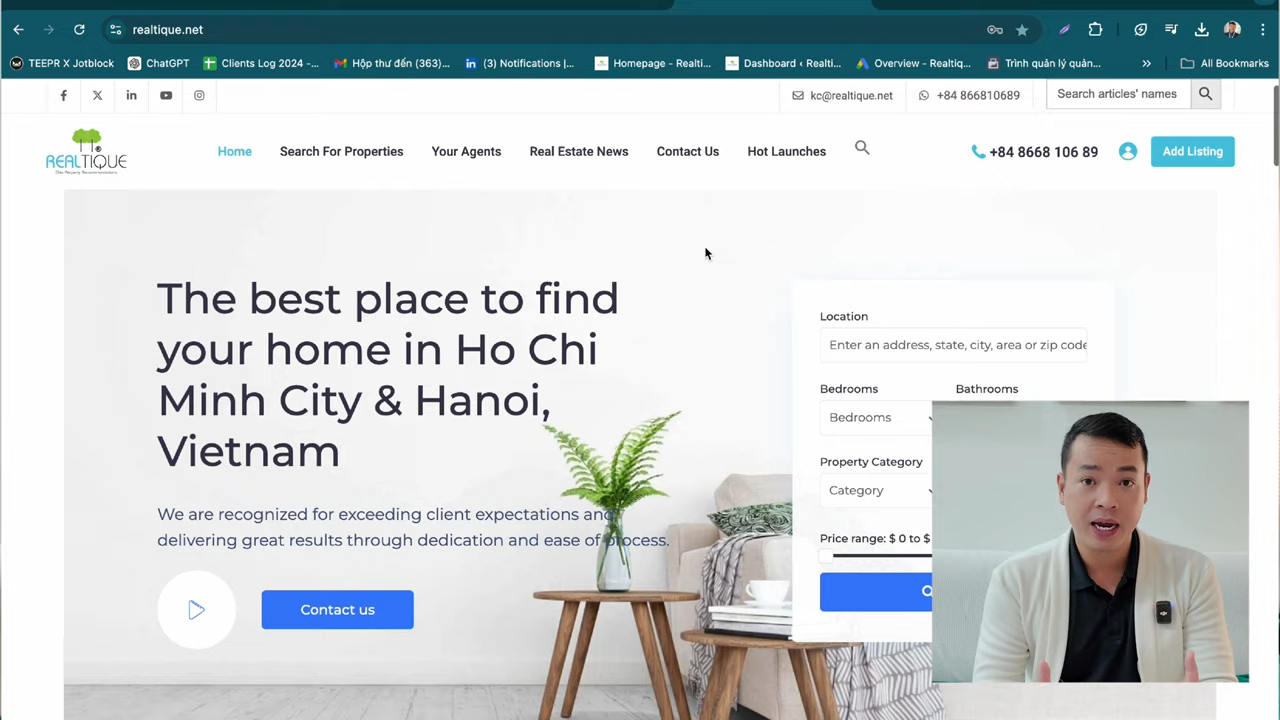 realtique.net
TEEPR X Jotblock
ChatGPT
Clients Log 2024 -...
Hộp thư đến (363)...
(3) Notifications |...
Homepage - Realti...
Dashboard ‹ Realti...
Overview - Realtiq...
Trình quản lý quản...
All Bookmarks
kc@realtique.net
+84 866810689
Search articles' names
REALTIQUE
Home
Search For Properties
Your Agents
Real Estate News
Contact Us
Hot Launches
+84 8668 106 89
Add Listing
The best place to find
your home in Ho Chi
Minh City & Hanoi,
Vietnam
We are recognized for exceeding client expectations and
delivering great results through dedication and ease of process.
Contact us
Location
Enter an address, state, city, area or zip code
Bedrooms
Bathrooms
Bedrooms
Property Category
Category
Price range: $ 0 to $